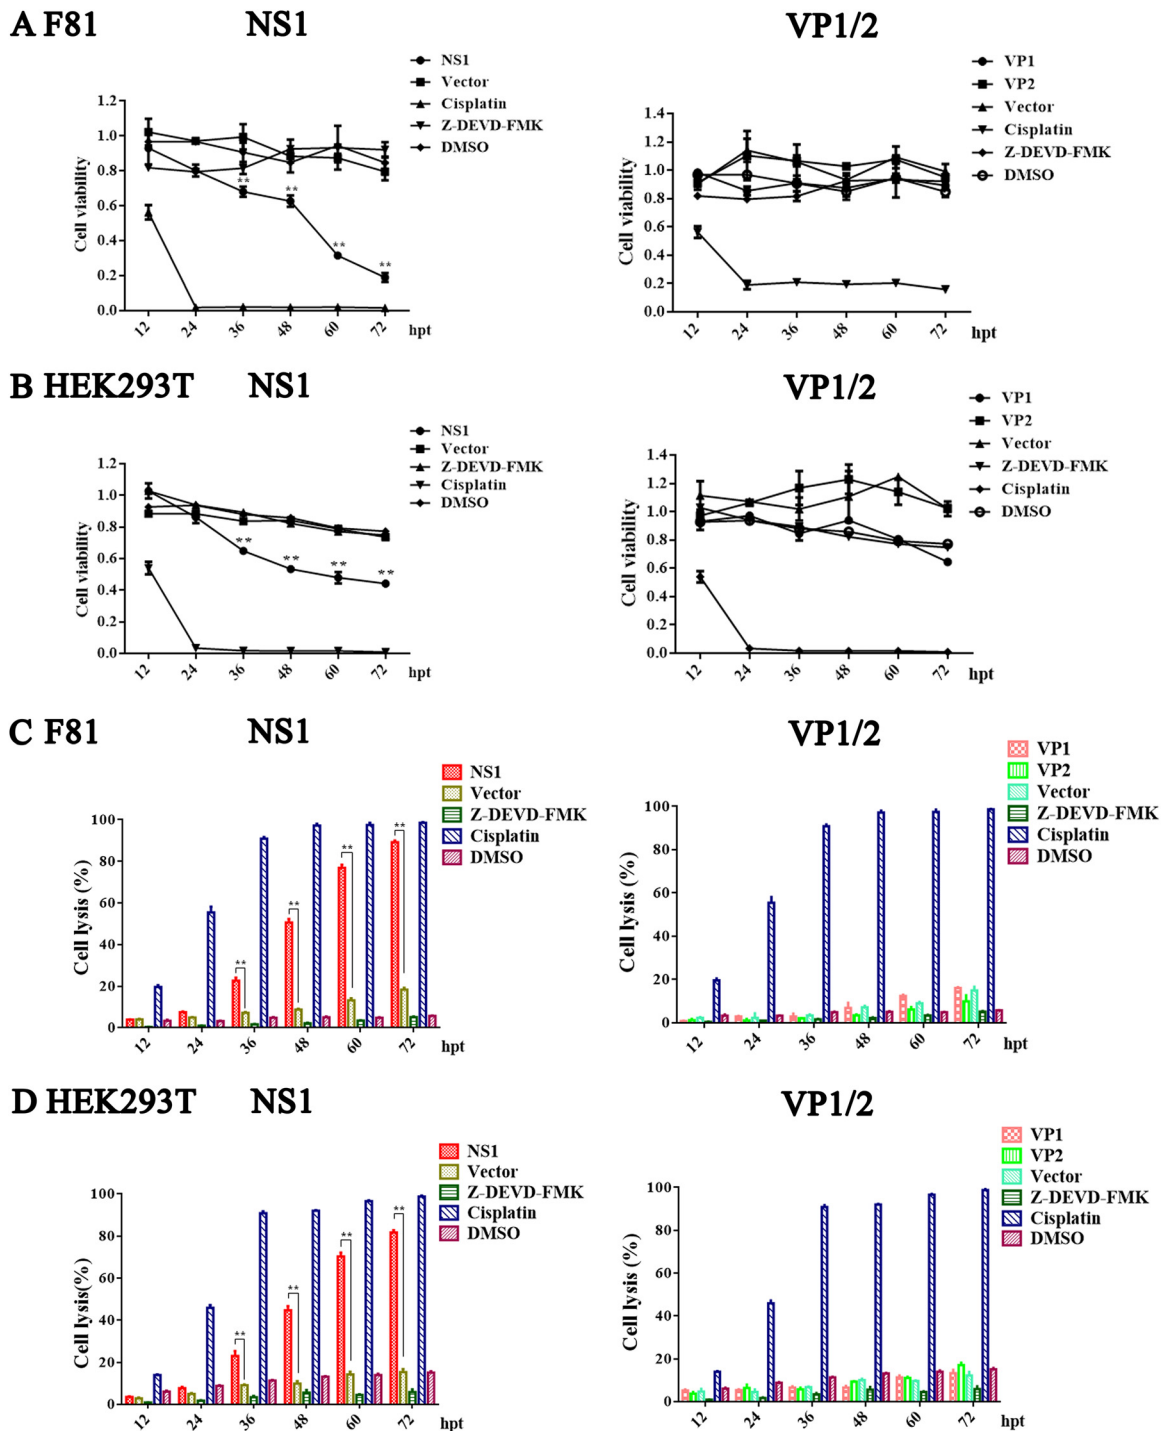 A F81 NS1 VP1/2
NS1
Vector
Cisplatin
Z-DEVD-FMK
DMSO
Cell viability
1.2
1.0
0.8
0.6
0.4
0.2
0.0
** ** ** **
12 24 36 48 60 72 hpt
VP1
VP2
Vector
Cisplatin
Z-DEVD-FMK
DMSO
Cell viability
1.4
1.2
1.0
0.8
0.6
0.4
0.2
0.0
12 24 36 48 60 72 hpt
B HEK293T NS1 VP1/2
NS1
Vector
Z-DEVD-FMK
Cisplatin
DMSO
Cell viability
1.2
1.0
0.8
0.6
0.4
0.2
0.0
** ** ** **
12 24 36 48 60 72 hpt
VP1
VP2
Vector
Z-DEVD-FMK
Cisplatin
DMSO
Cell viability
1.4
1.2
1.0
0.8
0.6
0.4
0.2
0.0
12 24 36 48 60 72 hpt
C F81 NS1 VP1/2
NS1
Vector
Z-DEVD-FMK
Cisplatin
DMSO
Cell lysis (%)
100
80
60
40
20
0
** ** ** **
12 24 36 48 60 72 hpt
VP1
VP2
Vector
Z-DEVD-FMK
Cisplatin
DMSO
Cell lysis (%)
100
80
60
40
20
0
12 24 36 48 60 72 hpt
D HEK293T NS1 VP1/2
NS1
Vector
Z-DEVD-FMK
Cisplatin
DMSO
Cell lysis(%)
100
80
60
40
20
0
** ** ** **
12 24 36 48 60 72 hpt
VP1
VP2
Vector
Z-DEVD-FMK
Cisplatin
DMSO
Cell lysis (%)
100
80
60
40
20
0
12 24 36 48 60 72 hpt